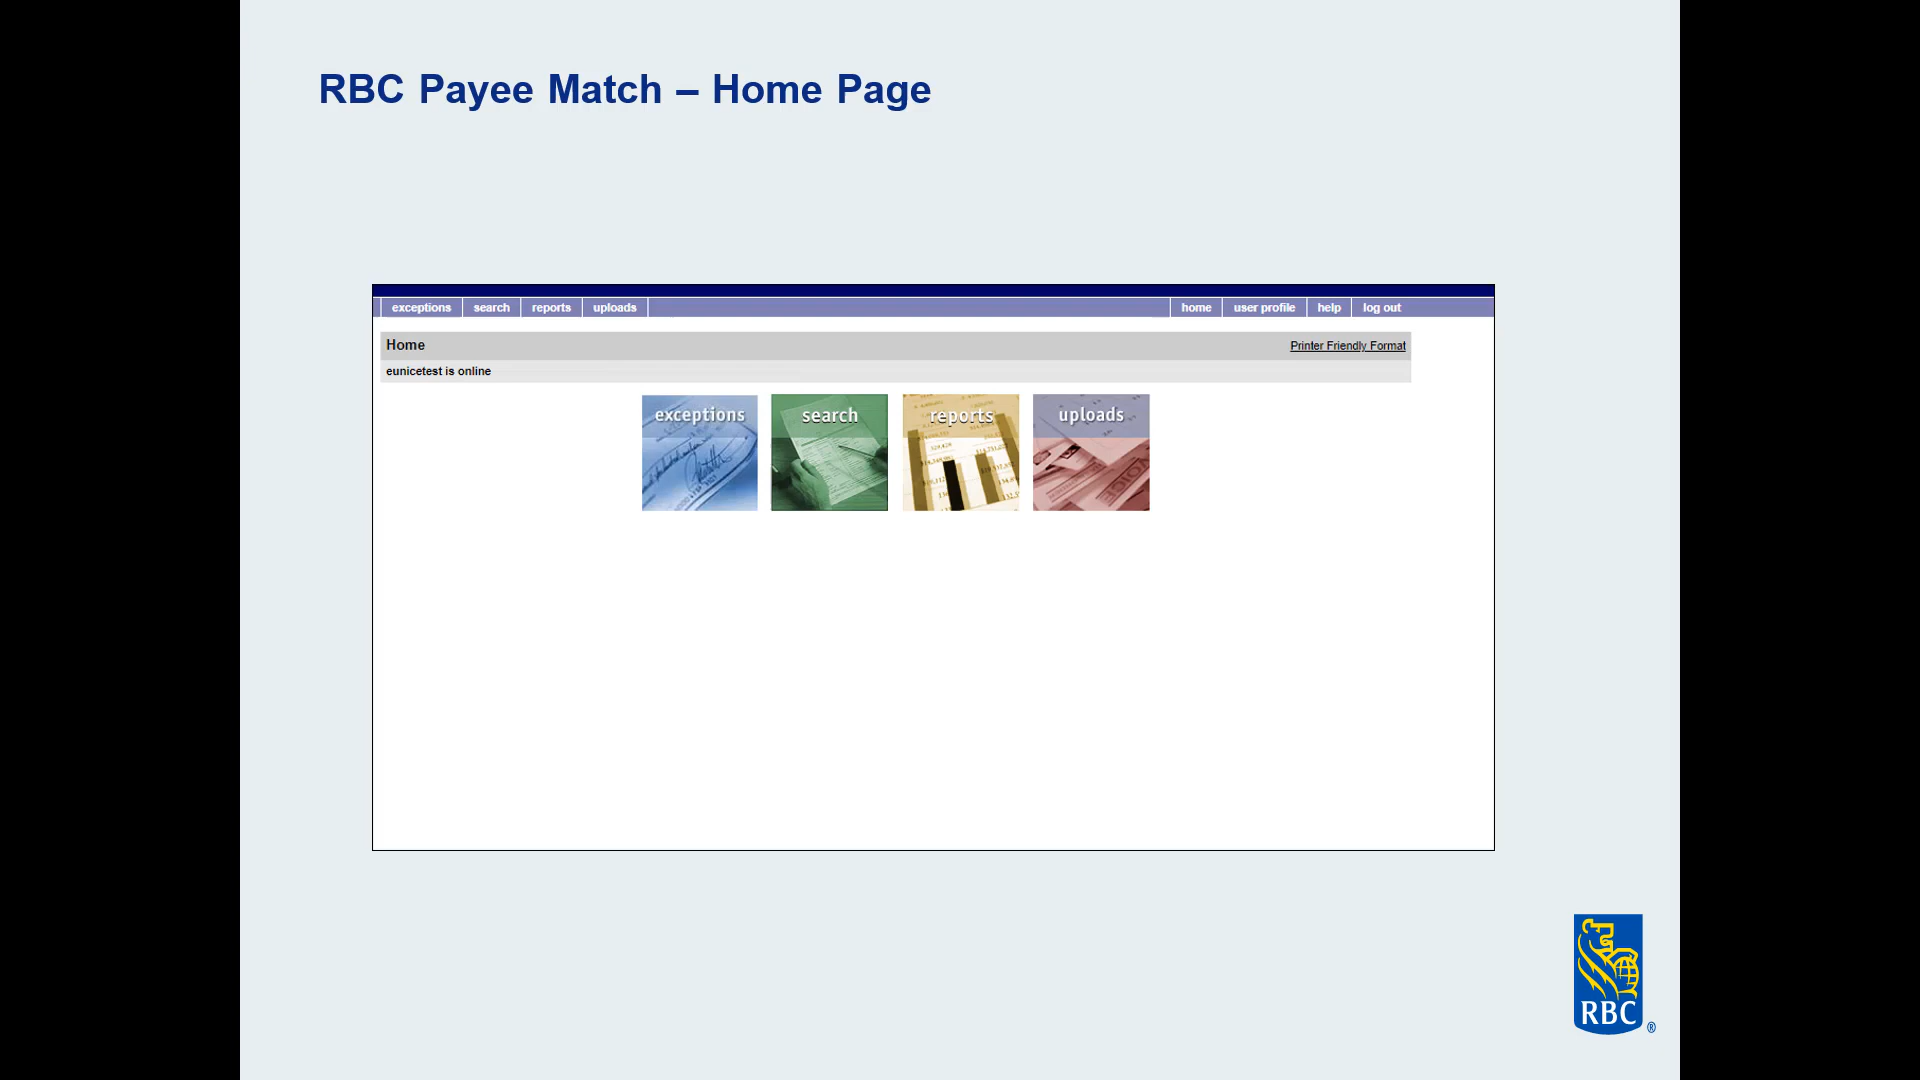 RBC Payee Match – Home Page
exceptions search reports uploads home user profile help log out
Home Printer Friendly Format
eunicetest is online
exceptions search reports uploads
RBC ®